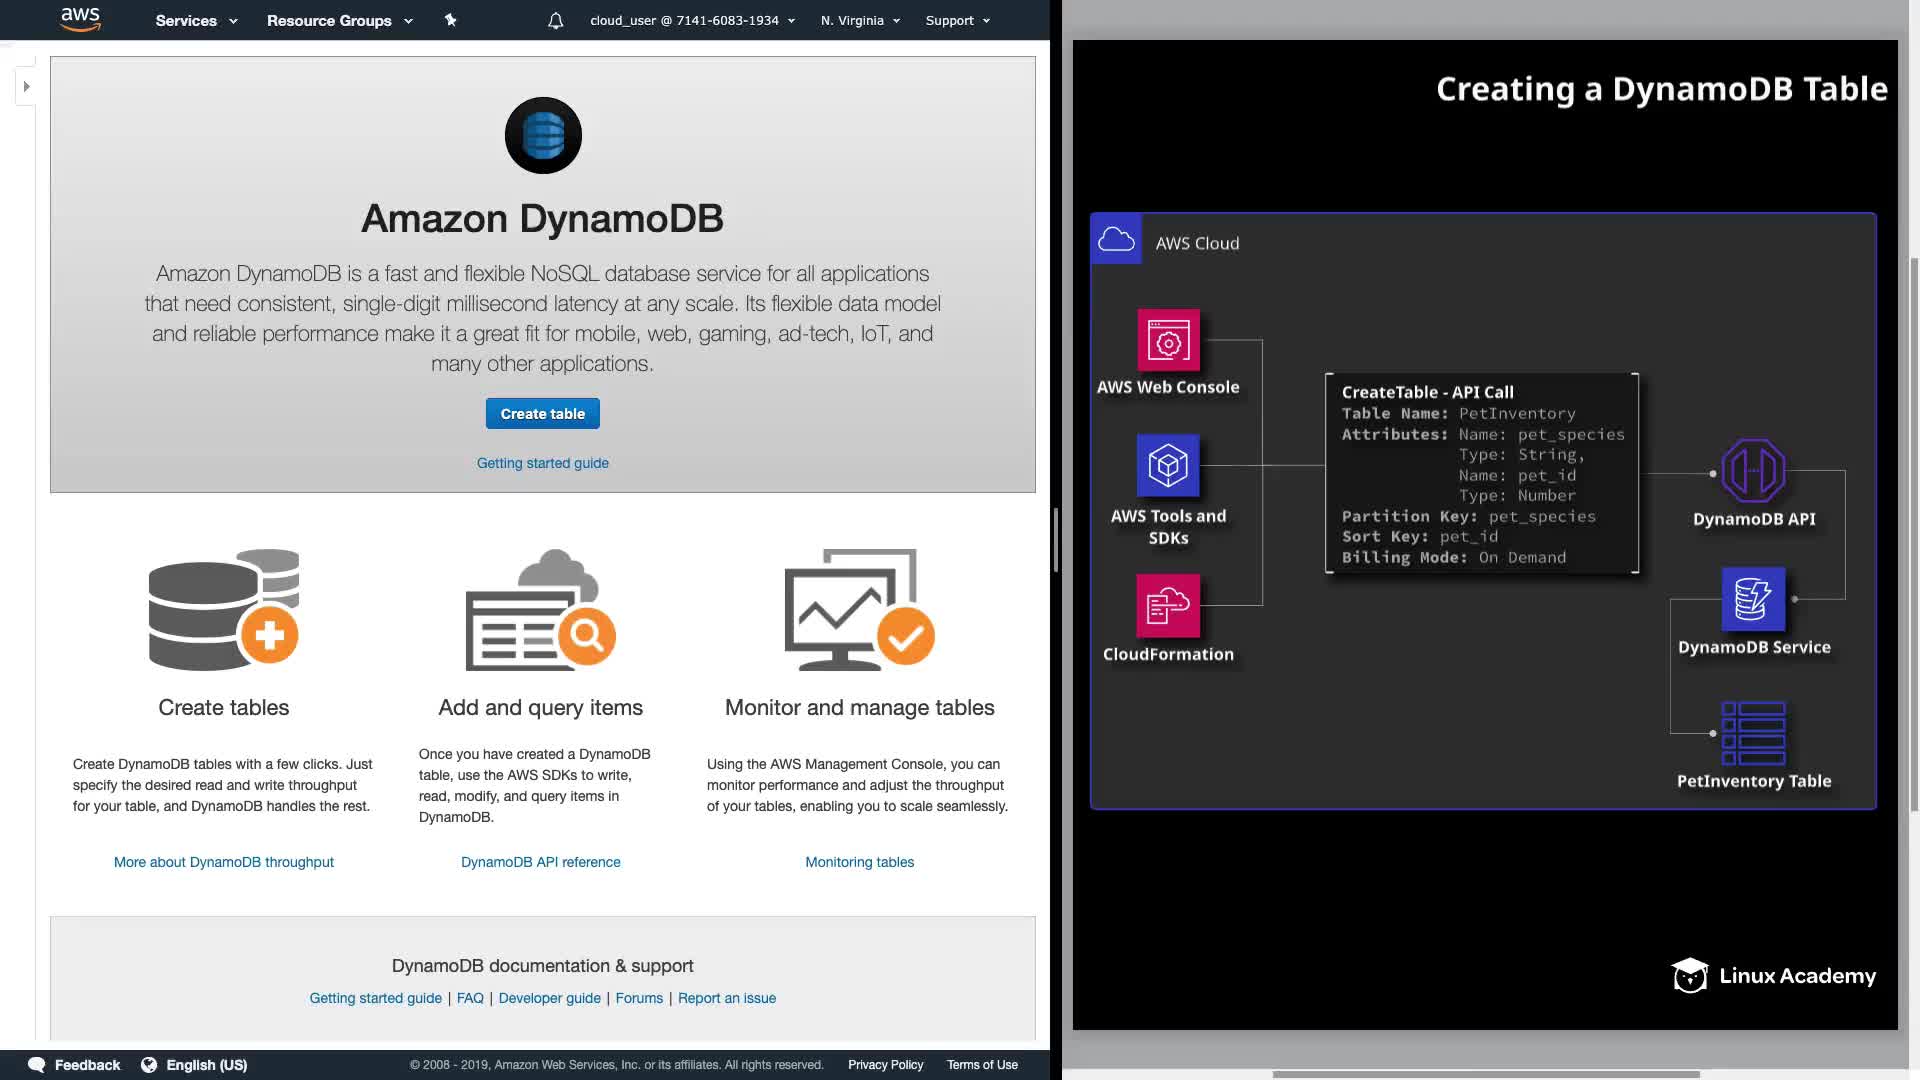 aws
Services
Resource Groups
cloud_user @ 7141-6083-1934
N. Virginia
Support
Amazon DynamoDB
Amazon DynamoDB is a fast and flexible NoSQL database service for all applications
that need consistent, single-digit millisecond latency at any scale. Its flexible data model
and reliable performance make it a great fit for mobile, web, gaming, ad-tech, IoT, and
many other applications.
Create table
Getting started guide
Create tables
Create DynamoDB tables with a few clicks. Just
specify the desired read and write throughput
for your table, and DynamoDB handles the rest.
More about DynamoDB throughput
Add and query items
Once you have created a DynamoDB
table, use the AWS SDKs to write,
read, modify, and query items in
DynamoDB.
DynamoDB API reference
Monitor and manage tables
Using the AWS Management Console, you can
monitor performance and adjust the throughput
of your tables, enabling you to scale seamlessly.
Monitoring tables
DynamoDB documentation & support
Getting started guide | FAQ | Developer guide | Forums | Report an issue
Feedback
English (US)
© 2008 - 2019, Amazon Web Services, Inc. or its affiliates. All rights reserved.
Privacy Policy
Terms of Use
Creating a DynamoDB Table
AWS Cloud
AWS Web Console
AWS Tools and
SDKs
CloudFormation
CreateTable - API Call
Table Name: PetInventory
Attributes: Name: pet_species
Type: String,
Name: pet_id
Type: Number
Partition Key: pet_species
Sort Key: pet_id
Billing Mode: On Demand
DynamoDB API
DynamoDB Service
PetInventory Table
Linux Academy